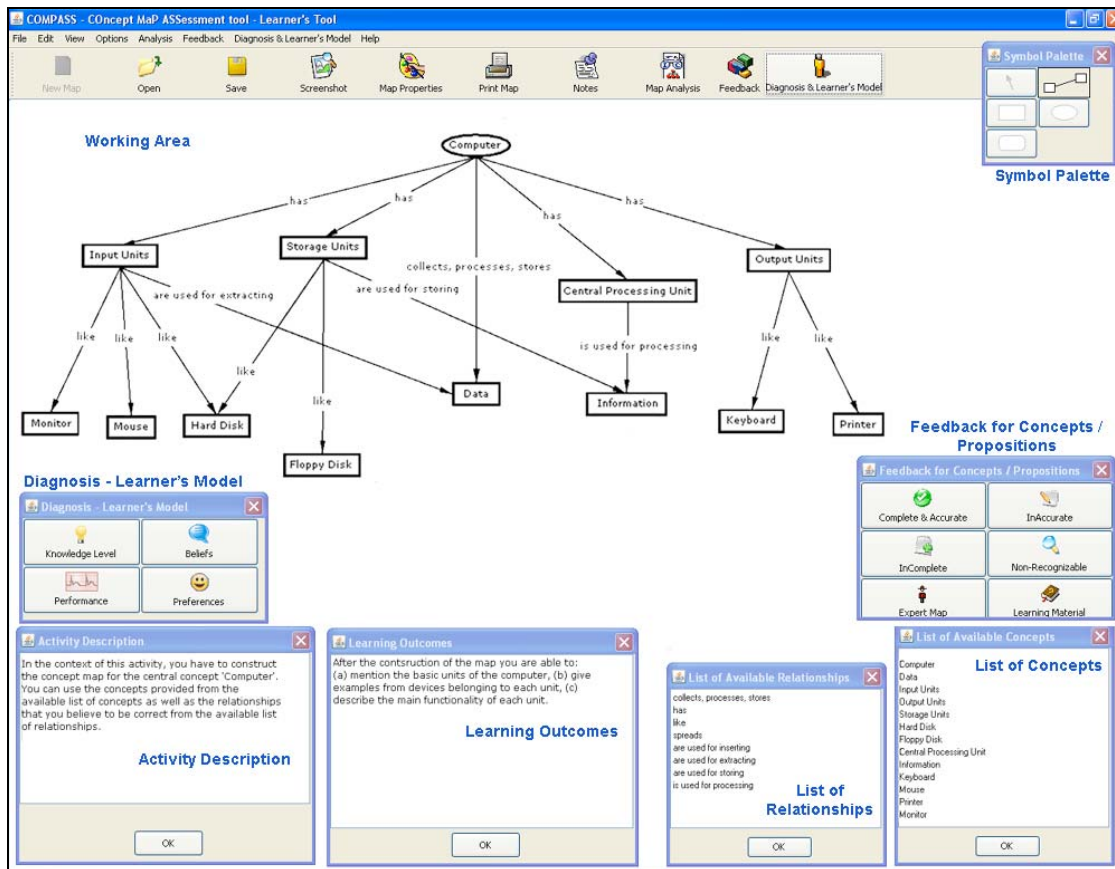 COMPASS - COncept MaP ASSessment tool - Learner's Tool
File Edit View Options Analysis Feedback Diagnosis & Learner's Model Help
New Map Open Save Screenshot Map Properties Print Map Notes Map Analysis Feedback Diagnosis & Learner's Model
Symbol Palette
Symbol Palette
Working Area
Computer
has
has
has
has
Input Units
Storage Units
Output Units
collects, processes, stores
are used for extracting
are used for storing
Central Processing Unit
like
like
like
like
like
is used for processing
like
like
Monitor
Mouse
Hard Disk
Floppy Disk
Data
Information
Keyboard
Printer
Diagnosis - Learner's Model
Diagnosis - Learner's Model
Knowledge Level
Beliefs
Performance
Preferences
Feedback for Concepts /
Propositions
Feedback for Concepts / Propositions
Complete & Accurate
InAccurate
InComplete
Non-Recognizable
Expert Map
Learning Material
Activity Description
In the context of this activity, you have to construct
the concept map for the central concept 'Computer'.
You can use the concepts provided from the
available list of concepts as well as the relationships
that you believe to be correct from the available list
of relationships.
Activity Description
OK
Learning Outcomes
After the contsruction of the map you are able to:
(a) mention the basic units of the computer, (b) give
examples from devices belonging to each unit, (c)
describe the main functionality of each unit.
Learning Outcomes
OK
List of Available Relationships
collects, processes, stores
has
like
spreads
are used for inserting
are used for extracting
are used for storing
is used for processing
List of
Relationships
OK
List of Available Concepts
List of Concepts
Computer
Data
Input Units
Output Units
Storage Units
Hard Disk
Floppy Disk
Central Processing Unit
Information
Keyboard
Mouse
Printer
Monitor
OK